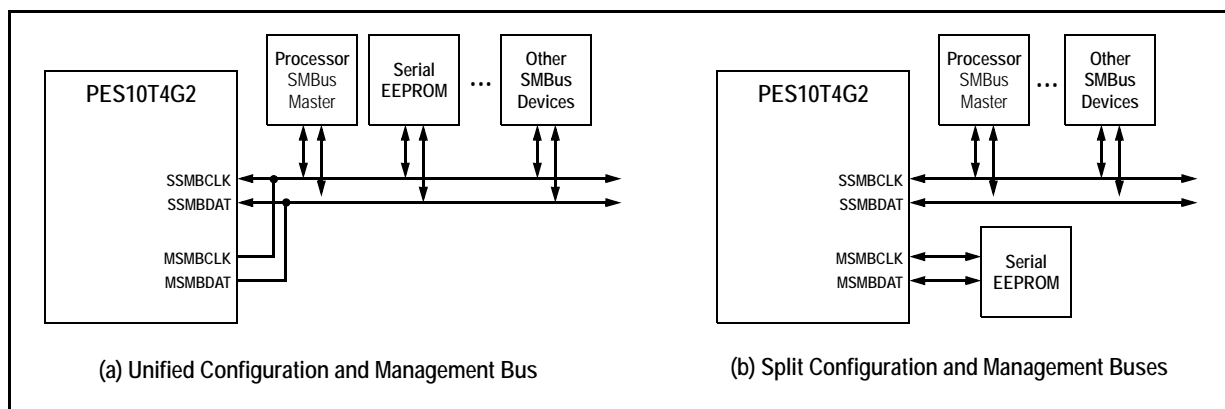 PES10T4G2
Processor
SMBus
Master
Serial
EEPROM
...
Other
SMBus
Devices
SSMBCLK
SSMBDAT
MSMBCLK
MSMBDAT
(a) Unified Configuration and Management Bus
PES10T4G2
Processor
SMBus
Master
...
Other
SMBus
Devices
SSMBCLK
SSMBDAT
MSMBCLK
MSMBDAT
Serial
EEPROM
(b) Split Configuration and Management Buses